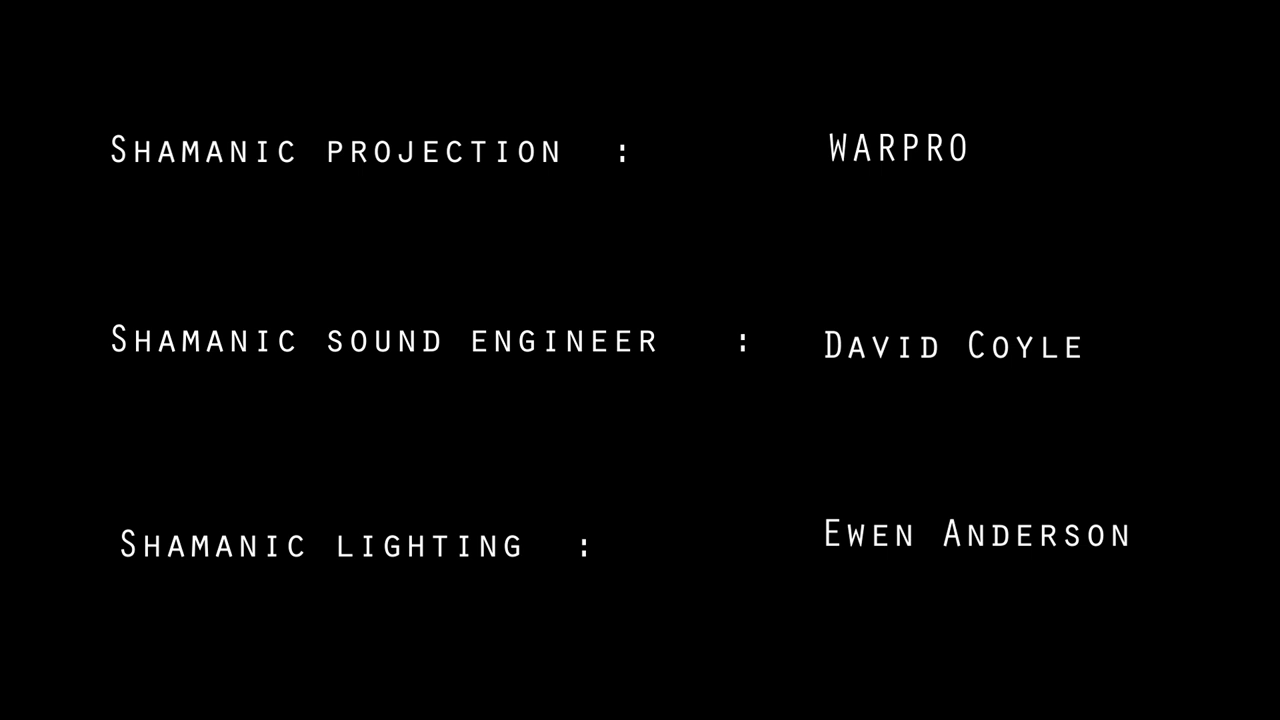 Shamanic projection : WARPRO
Shamanic sound engineer : David Coyle
Shamanic lighting : Ewen Anderson